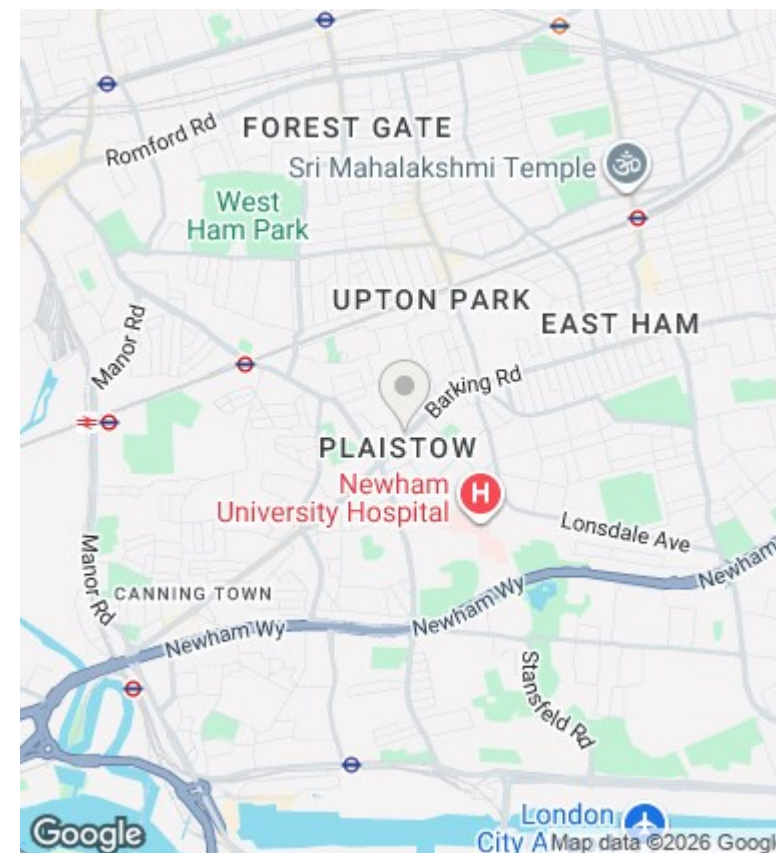 Romford Rd
FOREST GATE
Sri Mahalakshmi Temple
West
Ham Park
UPTON PARK
EAST HAM
Manor Rd
Barking Rd
PLAISTOW
Newham
University Hospital
H
Lonsdale Ave
Manor Rd
CANNING TOWN
Newham Wy
Newham Wy
Newham
Stansfeld Rd
London
City A
Google
Map data ©2026 Googl